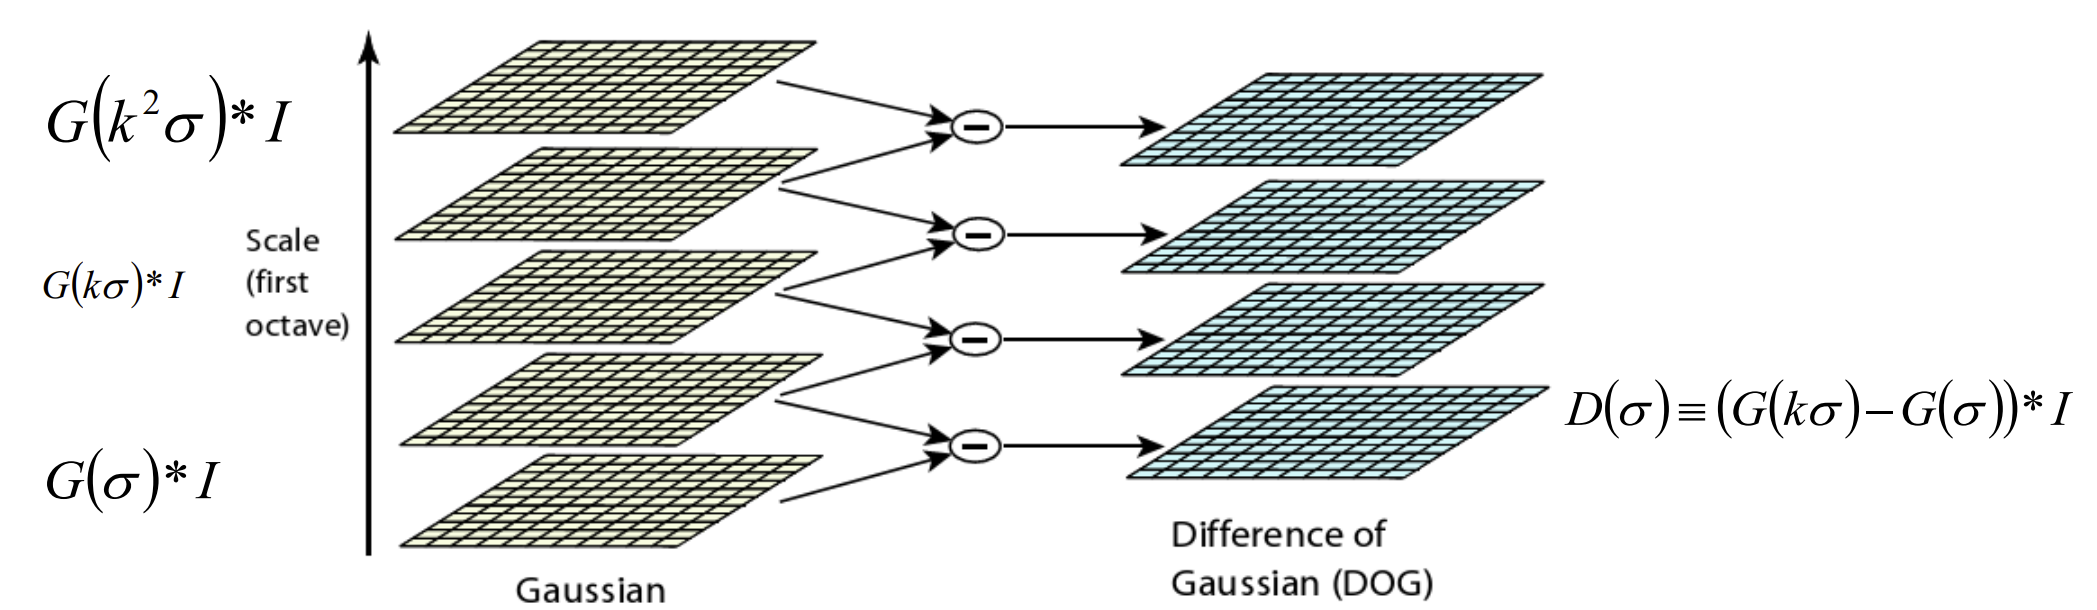 G(k²σ)* I
Scale
(first
octave)
G(kσ)* I
G(σ)* I
D(σ)≡(G(kσ)–G(σ))* I
Gaussian
Difference of
Gaussian (DOG)